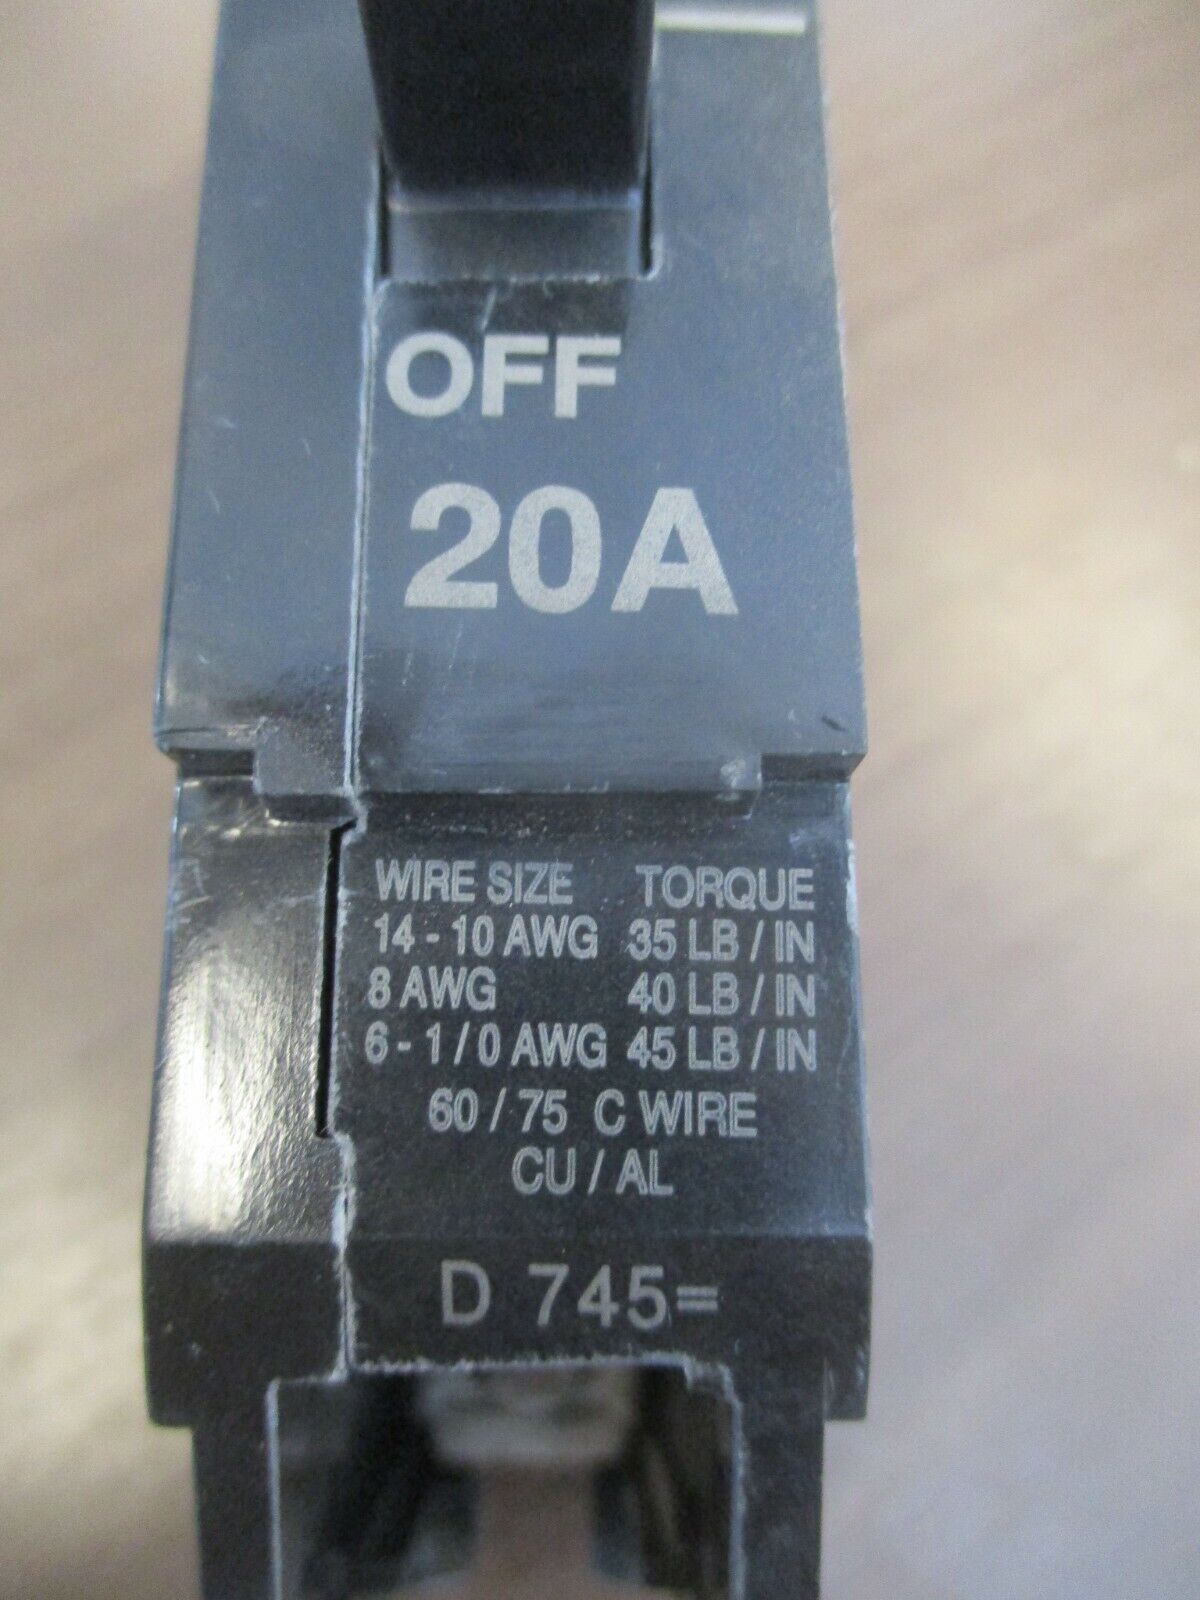 OFF
20A
WIRE SIZE TORQUE
14 - 10 AWG 35 LB / IN
8 AWG 40 LB / IN
6 - 1 / 0 AWG 45 LB / IN
60 / 75 C WIRE
CU / AL
D 745=